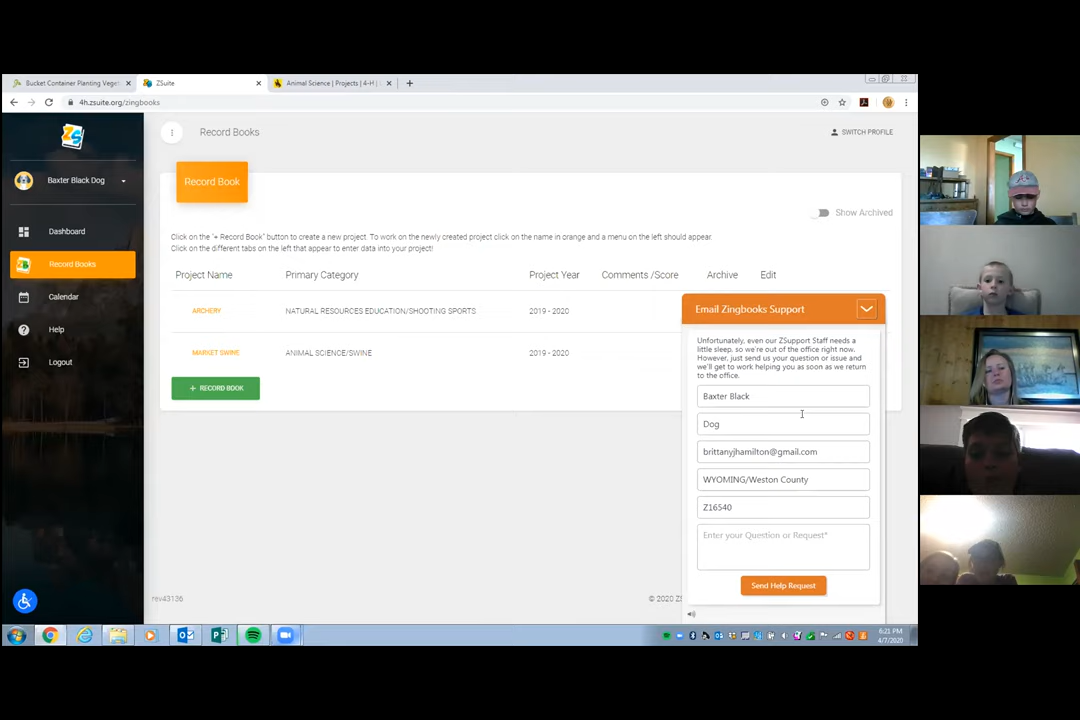 Bucket Container Planting Veget
ZSuite
Animal Science | Projects | 4-H |
4h.zsuite.org/zingbooks
ZS
Record Books
SWITCH PROFILE
Baxter Black Dog
Record Book
Show Archived
Dashboard
Record Books
Calendar
Help
Logout
Click on the "+ Record Book" button to create a new project. To work on the newly created project click on the name in orange and a menu on the left should appear.
Click on the different tabs on the left that appear to enter data into your project!
Project Name Primary Category Project Year Comments /Score Archive Edit
ARCHERY NATURAL RESOURCES EDUCATION/SHOOTING SPORTS 2019 - 2020
MARKET SWINE ANIMAL SCIENCE/SWINE 2019 - 2020
+ RECORD BOOK
Email Zingbooks Support
Unfortunately, even our ZSupport Staff needs a
little sleep, so we're out of the office right now.
However, just send us your question or issue and
we'll get to work helping you as soon as we return
to the office.
Baxter Black
Dog
brittanyjhamilton@gmail.com
WYOMING/Weston County
Z16540
Enter your Question or Request*
Send Help Request
rev43136
© 2020 ZS
6:21 PM
4/7/2020